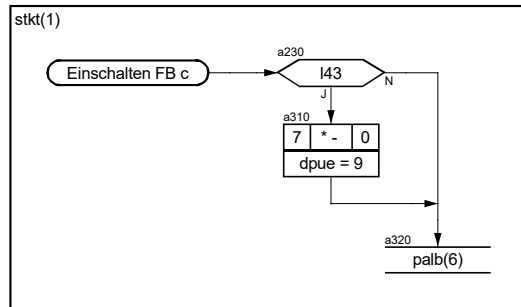 stkt(1)
a230
Einschalten FB c
I43
J
N
a310
7 * - 0
dpue = 9
a320
palb(6)